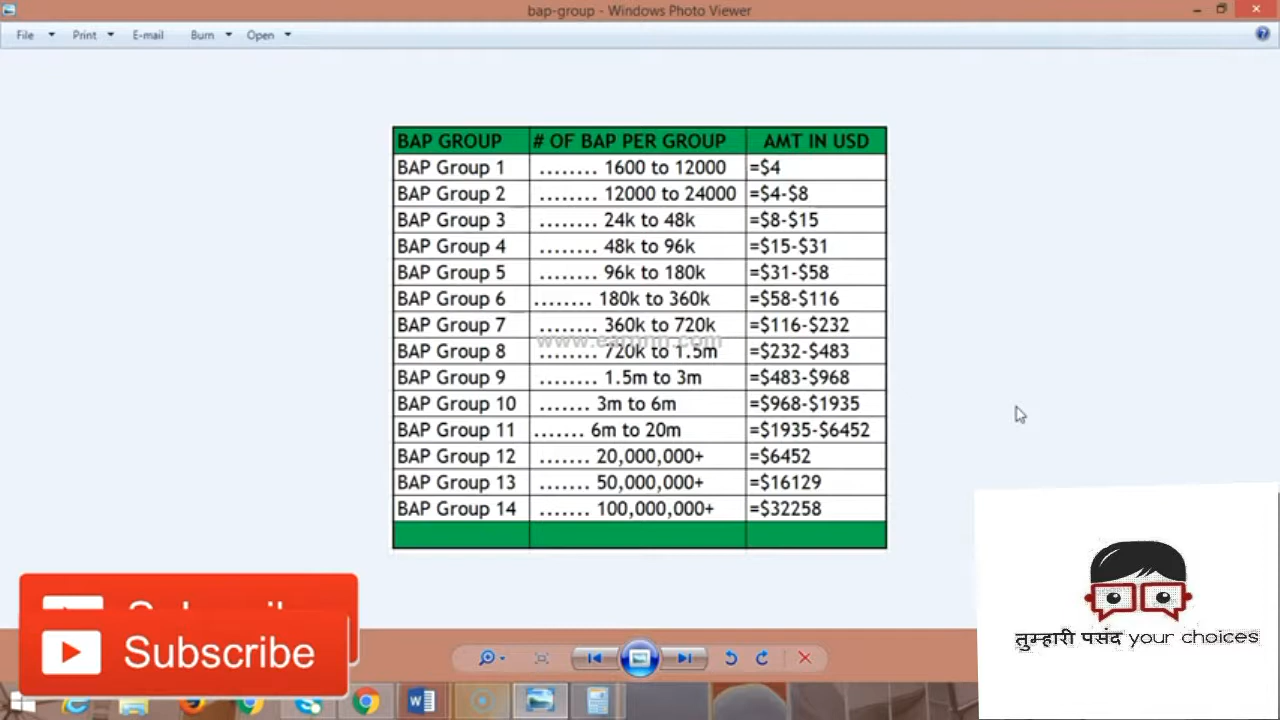 bap-group - Windows Photo Viewer
File Print E-mail Burn Open
BAP GROUP # OF BAP PER GROUP AMT IN USD
BAP Group 1 ........ 1600 to 12000 =$4
BAP Group 2 ........ 12000 to 24000 =$4-$8
BAP Group 3 ........ 24k to 48k =$8-$15
BAP Group 4 ........ 48k to 96k =$15-$31
BAP Group 5 ........ 96k to 180k =$31-$58
BAP Group 6 ........ 180k to 360k =$58-$116
BAP Group 7 ........ 360k to 720k =$116-$232
BAP Group 8 ........ 720k to 1.5m =$232-$483
BAP Group 9 ........ 1.5m to 3m =$483-$968
BAP Group 10 ....... 3m to 6m =$968-$1935
BAP Group 11 ....... 6m to 20m =$1935-$6452
BAP Group 12 ....... 20,000,000+ =$6452
BAP Group 13 ....... 50,000,000+ =$16129
BAP Group 14 ....... 100,000,000+ =$32258
तुम्हारी पसंद your choices
Subscribe